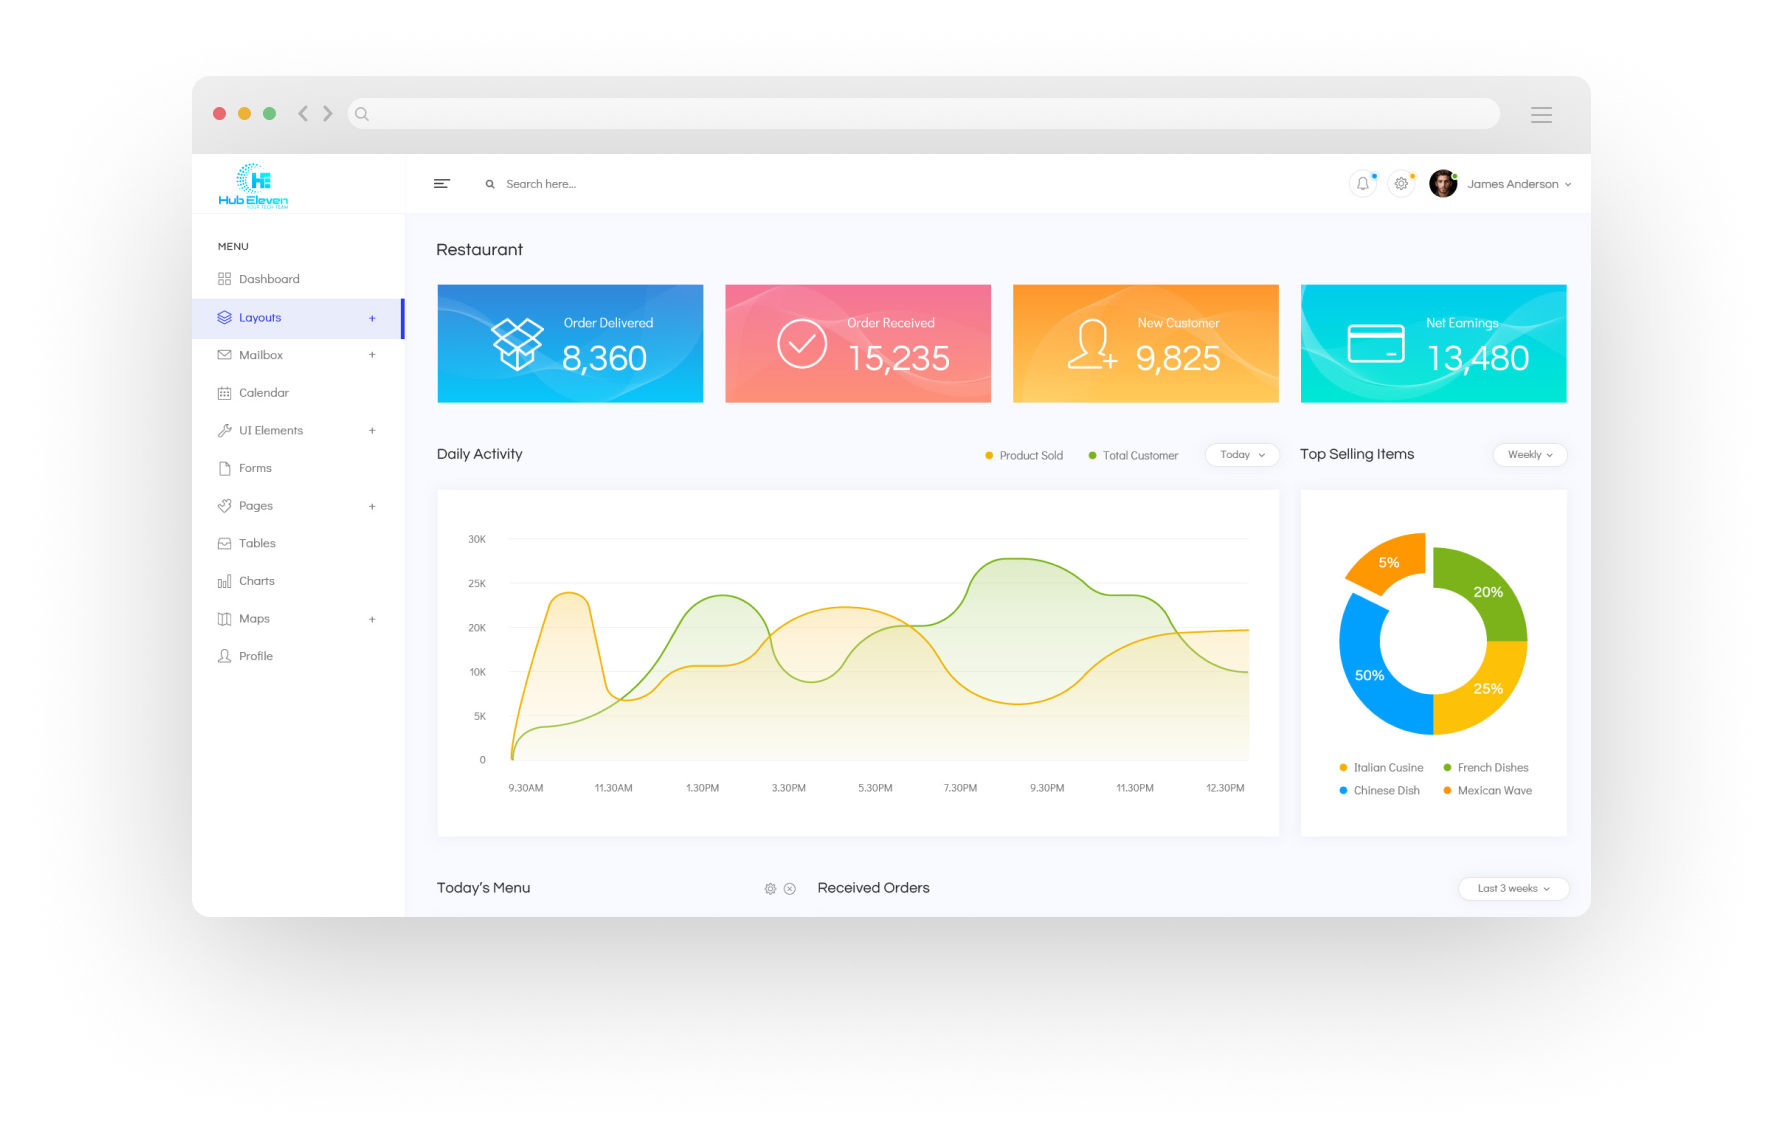 HE
Hub Eleven
YOUR TECH TEAM
Search here...
James Anderson
MENU
Dashboard
Layouts +
Mailbox +
Calendar
UI Elements +
Forms
Pages +
Tables
Charts
Maps +
Profile
Restaurant
Order Delivered
8,360
Order Received
15,235
New Customer
9,825
Net Earnings
13,480
Daily Activity
Product Sold
Total Customer
Today
30K
25K
20K
10K
5K
0
9.30AM 11.30AM 1.30PM 3.30PM 5.30PM 7.30PM 9.30PM 11.30PM 12.30PM
Top Selling Items
Weekly
5%
20%
50%
25%
Italian Cusine French Dishes
Chinese Dish Mexican Wave
Today's Menu
Received Orders
Last 3 weeks